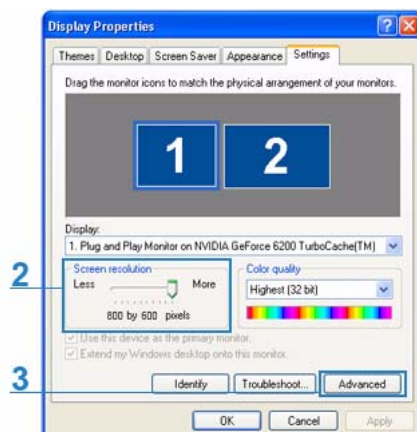 Display Properties
Themes Desktop Screen Saver Appearance Settings
Drag the monitor icons to match the physical arrangement of your monitors.
1 2
Display:
1. Plug and Play Monitor on NVIDIA GeForce 6200 TurboCache(TM)
2 Screen resolution Color quality
Less More Highest (32 bit)
800 by 600 pixels
Use this device as the primary monitor.
Extend my Windows desktop onto this monitor.
3 Identify Troubleshoot... Advanced
OK Cancel Apply